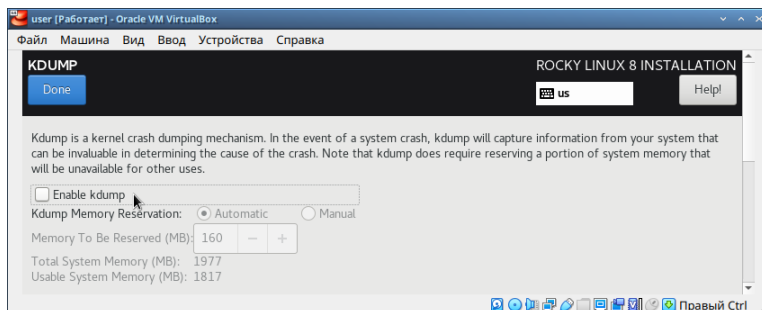 user [Работает] - Oracle VM VirtualBox
Файл Машина Вид Ввод Устройства Справка
KDUMP
ROCKY LINUX 8 INSTALLATION
Done
us
Help!
Kdump is a kernel crash dumping mechanism. In the event of a system crash, kdump will capture information from your system that
can be invaluable in determining the cause of the crash. Note that kdump does require reserving a portion of system memory that
will be unavailable for other uses.
Enable kdump
Kdump Memory Reservation: Automatic Manual
Memory To Be Reserved (MB): 160 - +
Total System Memory (MB): 1977
Usable System Memory (MB): 1817
Правый Ctrl